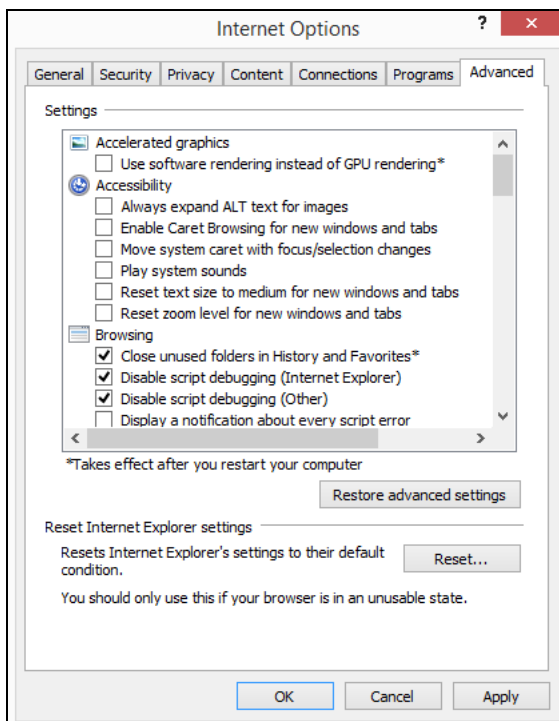 Internet Options
?
×
General Security Privacy Content Connections Programs Advanced
Settings
Accelerated graphics
Use software rendering instead of GPU rendering*
Accessibility
Always expand ALT text for images
Enable Caret Browsing for new windows and tabs
Move system caret with focus/selection changes
Play system sounds
Reset text size to medium for new windows and tabs
Reset zoom level for new windows and tabs
Browsing
Close unused folders in History and Favorites*
Disable script debugging (Internet Explorer)
Disable script debugging (Other)
Display a notification about every script error
*Takes effect after you restart your computer
Restore advanced settings
Reset Internet Explorer settings
Resets Internet Explorer's settings to their default
condition.
Reset...
You should only use this if your browser is in an unusable state.
OK Cancel Apply